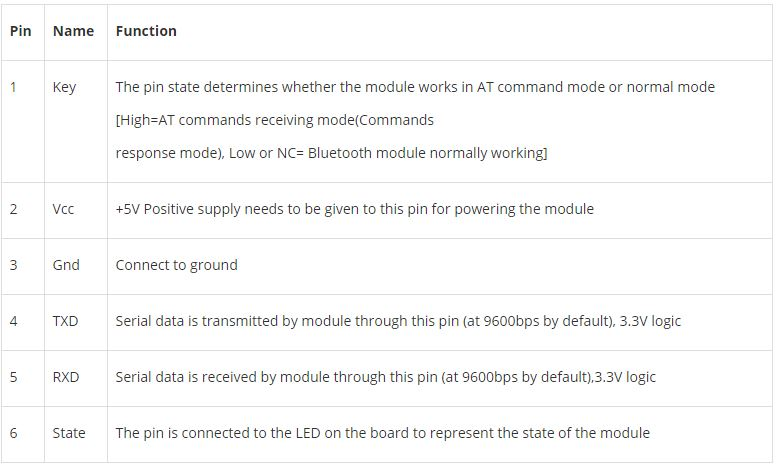 Pin Name Function
1 Key The pin state determines whether the module works in AT command mode or normal mode
[High=AT commands receiving mode(Commands
response mode), Low or NC= Bluetooth module normally working]
2 Vcc +5V Positive supply needs to be given to this pin for powering the module
3 Gnd Connect to ground
4 TXD Serial data is transmitted by module through this pin (at 9600bps by default), 3.3V logic
5 RXD Serial data is received by module through this pin (at 9600bps by default),3.3V logic
6 State The pin is connected to the LED on the board to represent the state of the module